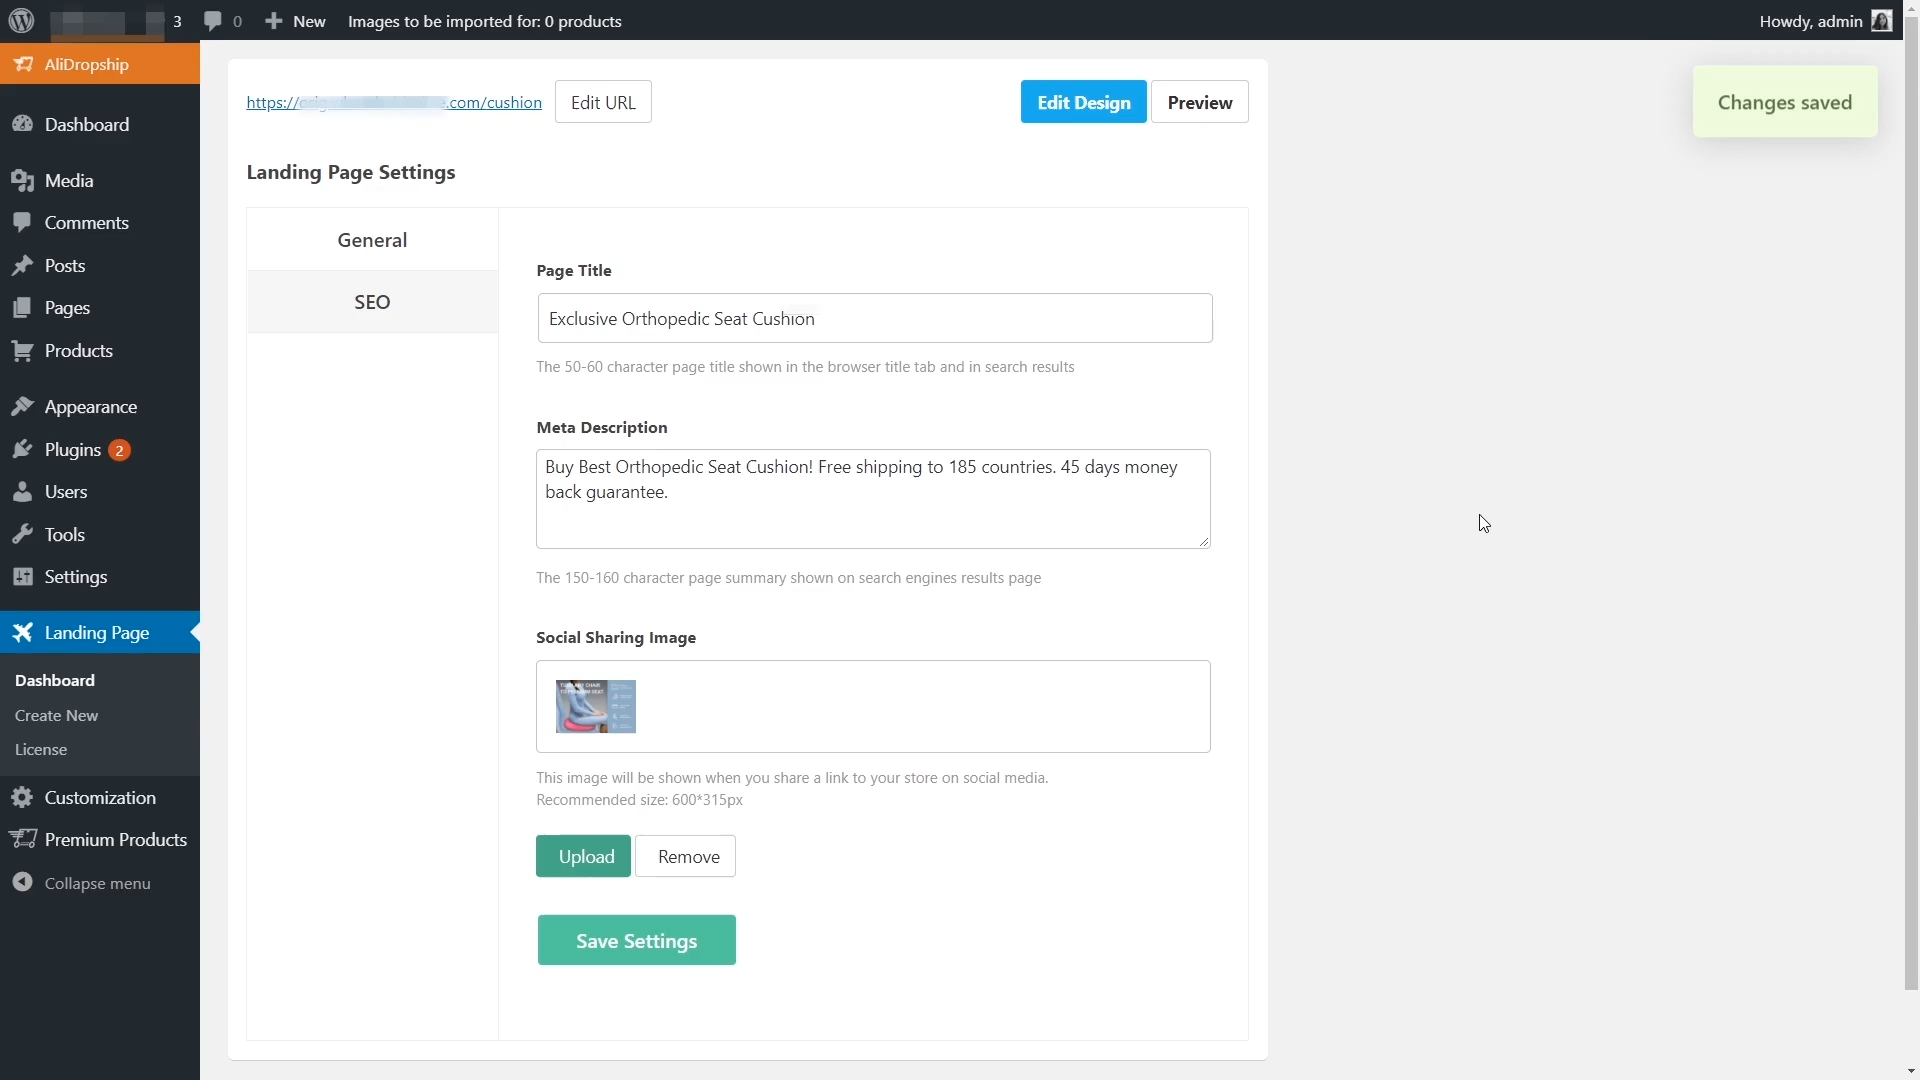 3
0
New
Images to be imported for: 0 products
Howdy, admin
AliDropship
Dashboard
Media
Comments
Posts
Pages
Products
Appearance
Plugins 2
Users
Tools
Settings
Landing Page
Dashboard
Create New
License
Customization
Premium Products
Collapse menu
https:// .com/cushion
Edit URL
Edit Design
Preview
Changes saved
Landing Page Settings
General
SEO
Page Title
Exclusive Orthopedic Seat Cushion
The 50-60 character page title shown in the browser title tab and in search results
Meta Description
Buy Best Orthopedic Seat Cushion! Free shipping to 185 countries. 45 days money
back guarantee.
The 150-160 character page summary shown on search engines results page
Social Sharing Image
This image will be shown when you share a link to your store on social media.
Recommended size: 600*315px
Upload
Remove
Save Settings